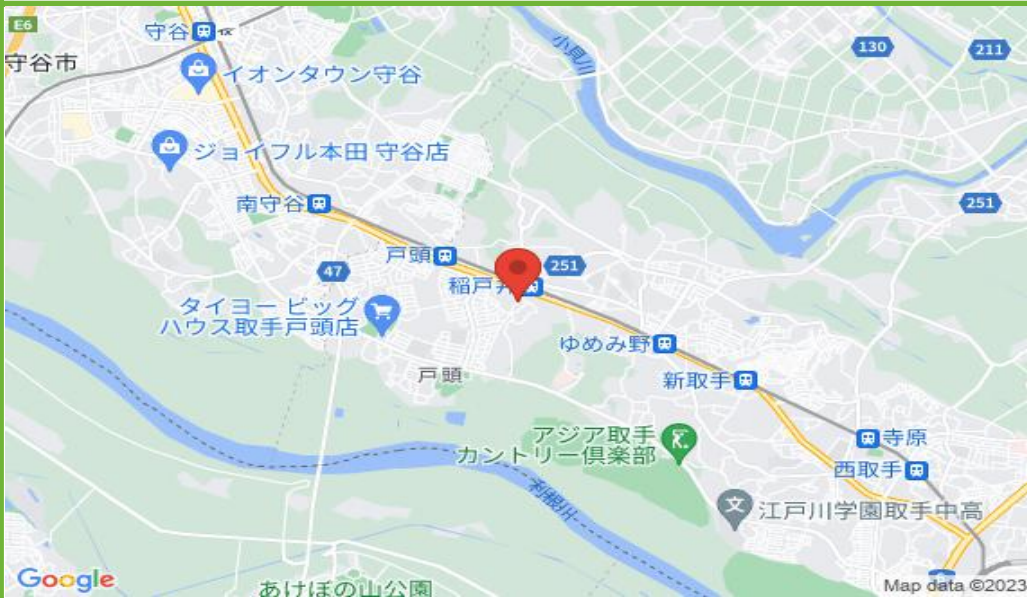 E6
守谷
守谷市
イオンタウン守谷
小貝川
130
211
ジョイフル本田 守谷店
南守谷
251
戸頭
47
251
稲戸井
タイヨー ビッグ
ハウス取手戸頭店
ゆめみ野
戸頭
新取手
アジア取手
カントリー倶楽部
寺原
西取手
利根川
江戸川学園取手中高
Google
あけぼの山公園
Map data ©2023